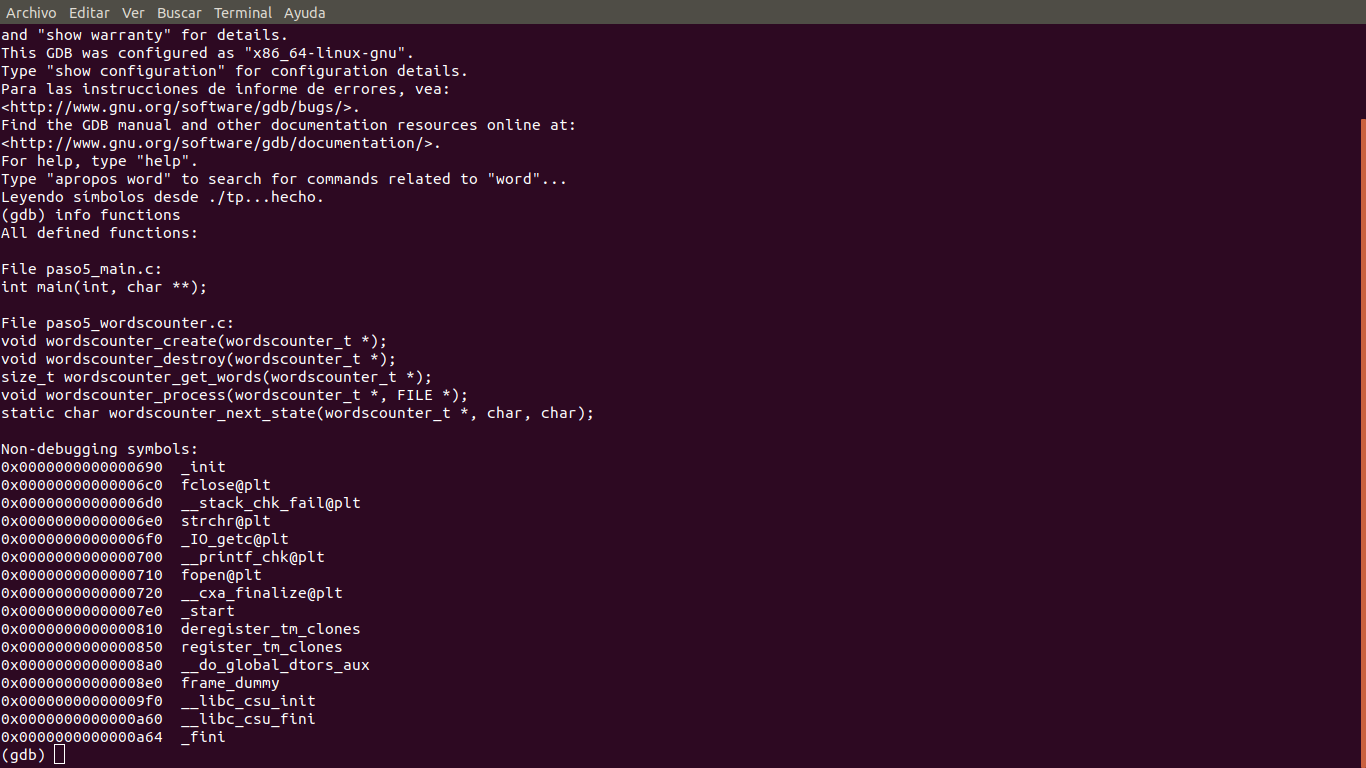 Archivo Editar Ver Buscar Terminal Ayuda
and "show warranty" for details.
This GDB was configured as "x86_64-linux-gnu".
Type "show configuration" for configuration details.
Para las instrucciones de informe de errores, vea:
<http://www.gnu.org/software/gdb/bugs/>.
Find the GDB manual and other documentation resources online at:
<http://www.gnu.org/software/gdb/documentation/>.
For help, type "help".
Type "apropos word" to search for commands related to "word"...
Leyendo símbolos desde ./tp...hecho.
(gdb) info functions
All defined functions:

File paso5_main.c:
int main(int, char **);

File paso5_wordscounter.c:
void wordscounter_create(wordscounter_t *);
void wordscounter_destroy(wordscounter_t *);
size_t wordscounter_get_words(wordscounter_t *);
void wordscounter_process(wordscounter_t *, FILE *);
static char wordscounter_next_state(wordscounter_t *, char, char);

Non-debugging symbols:
0x0000000000000690  _init
0x00000000000006c0  fclose@plt
0x00000000000006d0  __stack_chk_fail@plt
0x00000000000006e0  strchr@plt
0x00000000000006f0  _IO_getc@plt
0x0000000000000700  __printf_chk@plt
0x0000000000000710  fopen@plt
0x0000000000000720  __cxa_finalize@plt
0x00000000000007e0  _start
0x0000000000000810  deregister_tm_clones
0x0000000000000850  register_tm_clones
0x00000000000008a0  __do_global_dtors_aux
0x00000000000008e0  frame_dummy
0x00000000000009f0  __libc_csu_init
0x0000000000000a60  __libc_csu_fini
0x0000000000000a64  _fini
(gdb)